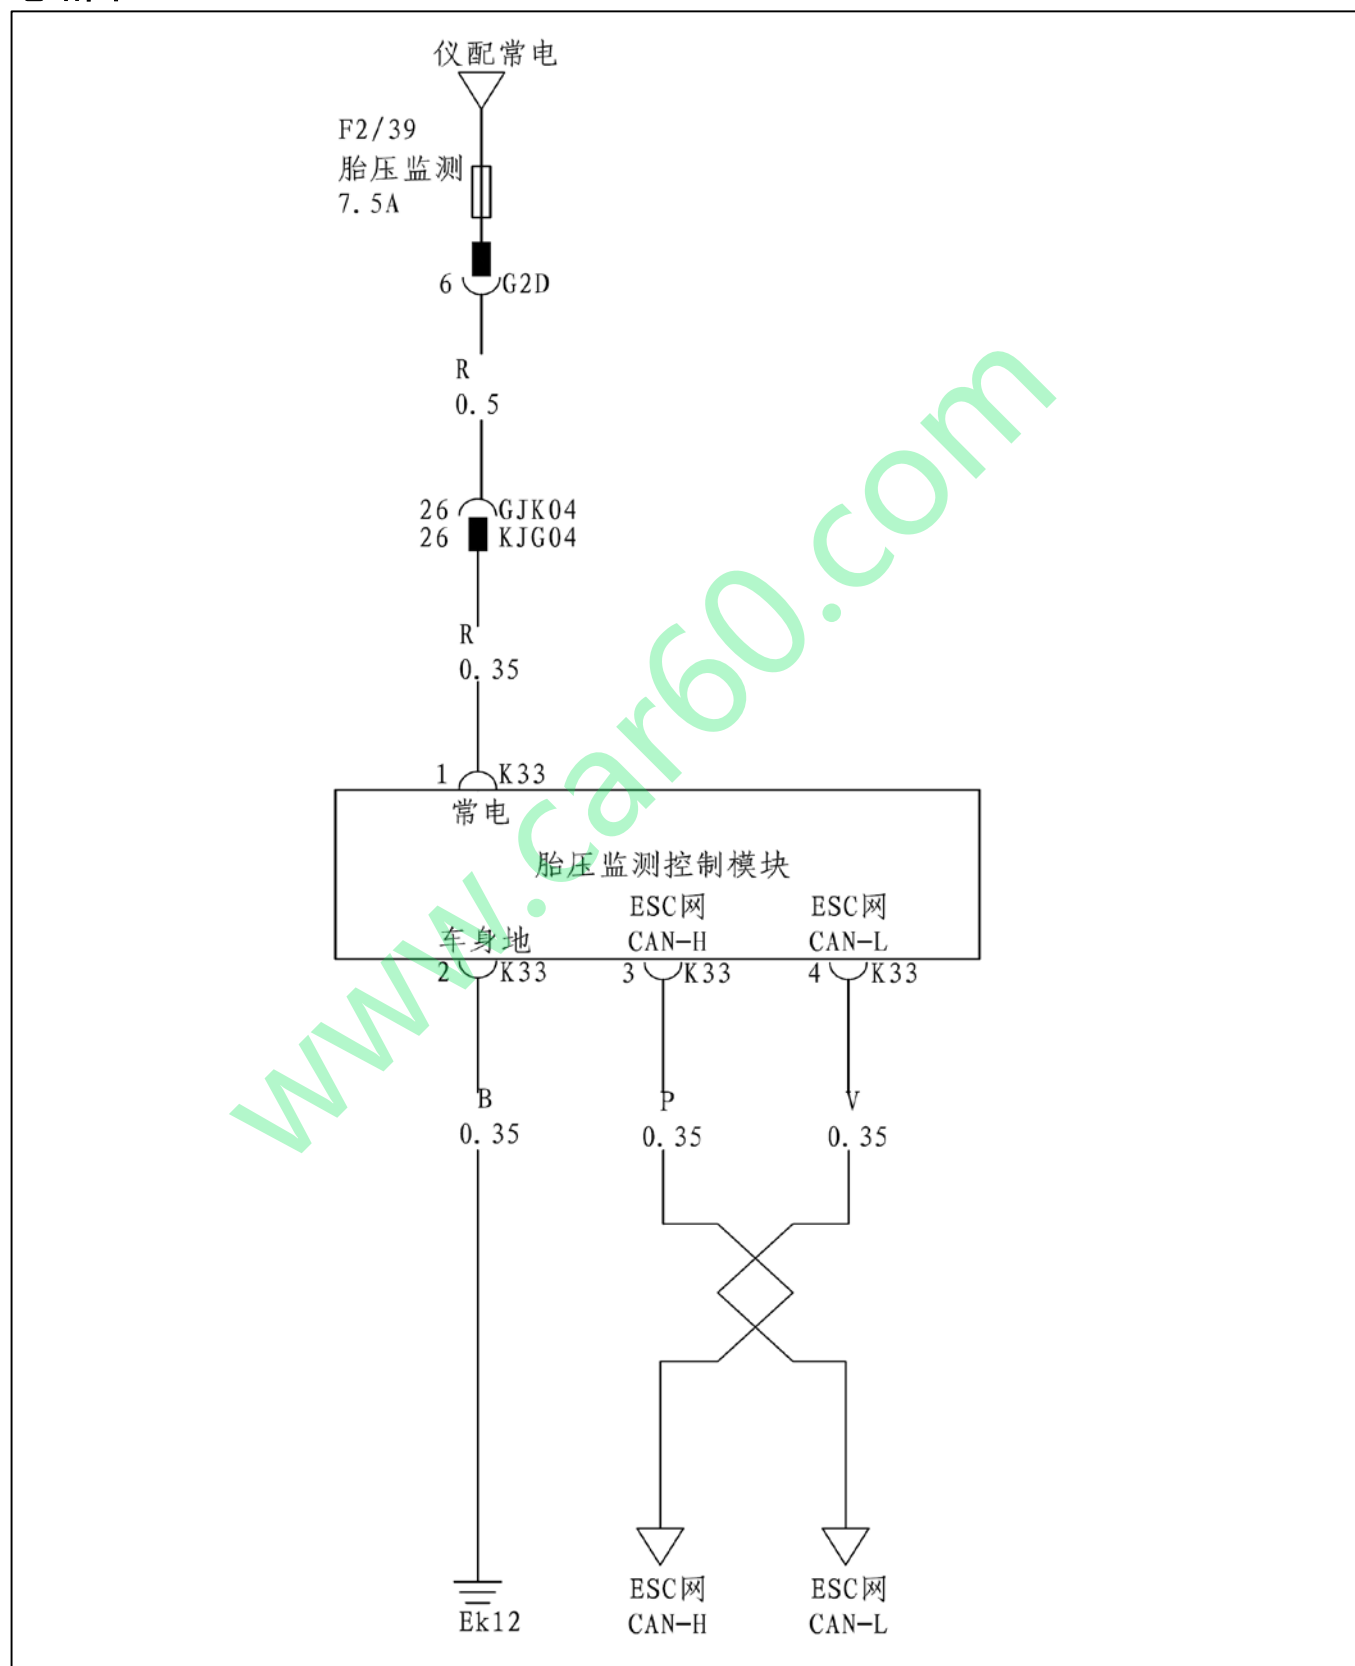 仪配常电
F2/39
胎压监测
7.5A
6 G2D
R
0.5
26 GJK04
26 KJG04
R
0.35
1 K33
常电
胎压监测控制模块
ESC网 ESC网
车身地 CAN-H CAN-L
2 K33 3 K33 4 K33
B P V
0.35 0.35 0.35
ESC网 ESC网
Ek12 CAN-H CAN-L
www.car60.com